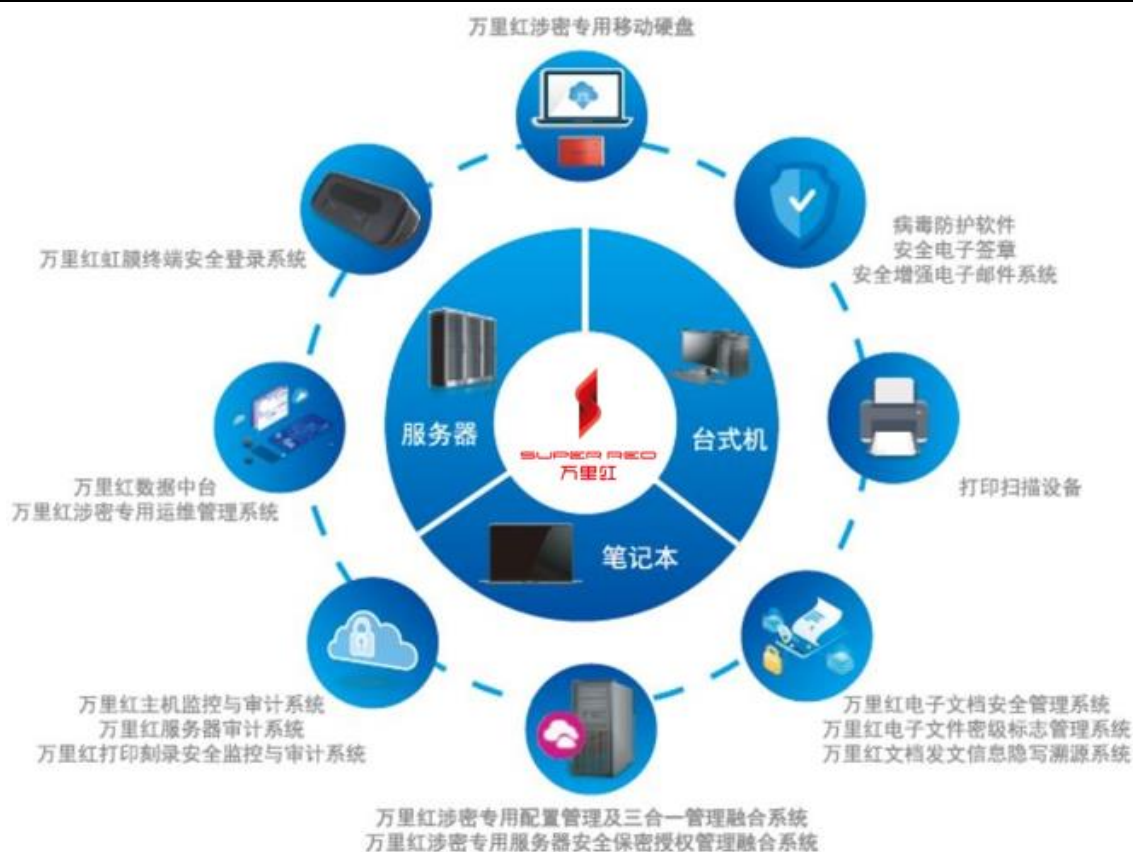 万里红涉密专用移动硬盘
病毒防护软件
安全电子签章
安全增强电子邮件系统
万里红虹膜终端安全登录系统
服务器
SUPER RED
万里红
台式机
笔记本
打印扫描设备
万里红数据中台
万里红涉密专用运维管理系统
万里红主机监控与审计系统
万里红服务器审计系统
万里红打印刻录安全监控与审计系统
万里红电子文档安全管理系统
万里红电子文件密级标志管理系统
万里红文档发文信息隐写溯源系统
万里红涉密专用配置管理及三合一管理融合系统
万里红涉密专用服务器安全保密授权管理融合系统